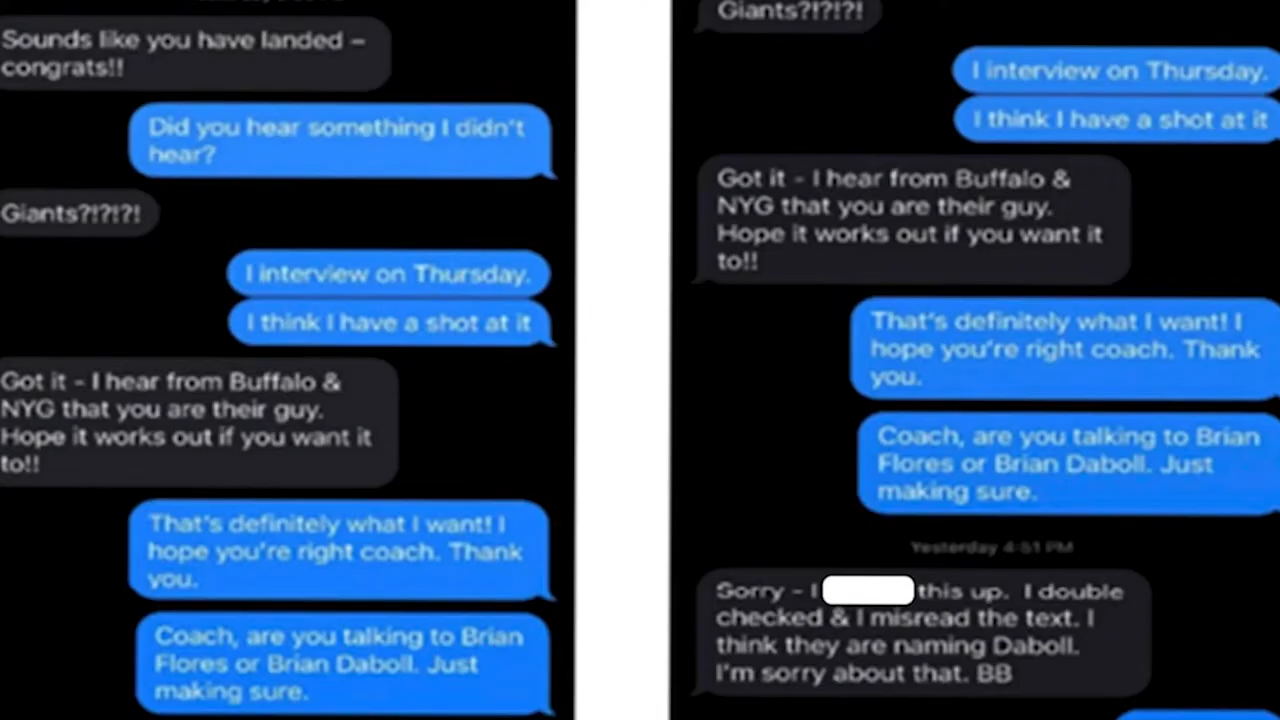 Sounds like you have landed –
congrats!!
Did you hear something I didn't
hear?
Giants?!?!?!
I interview on Thursday.
I think I have a shot at it
Got it - I hear from Buffalo &
NYG that you are their guy.
Hope it works out if you want it
to!!
That's definitely what I want! I
hope you're right coach. Thank
you.
Coach, are you talking to Brian
Flores or Brian Daboll. Just
making sure.
Giants?!?!?!
I interview on Thursday.
I think I have a shot at it
Got it - I hear from Buffalo &
NYG that you are their guy.
Hope it works out if you want it
to!!
That's definitely what I want! I
hope you're right coach. Thank
you.
Coach, are you talking to Brian
Flores or Brian Daboll. Just
making sure.
Yesterday 4:51 PM
Sorry - I this up. I double
checked & I misread the text. I
think they are naming Daboll.
I'm sorry about that. BB